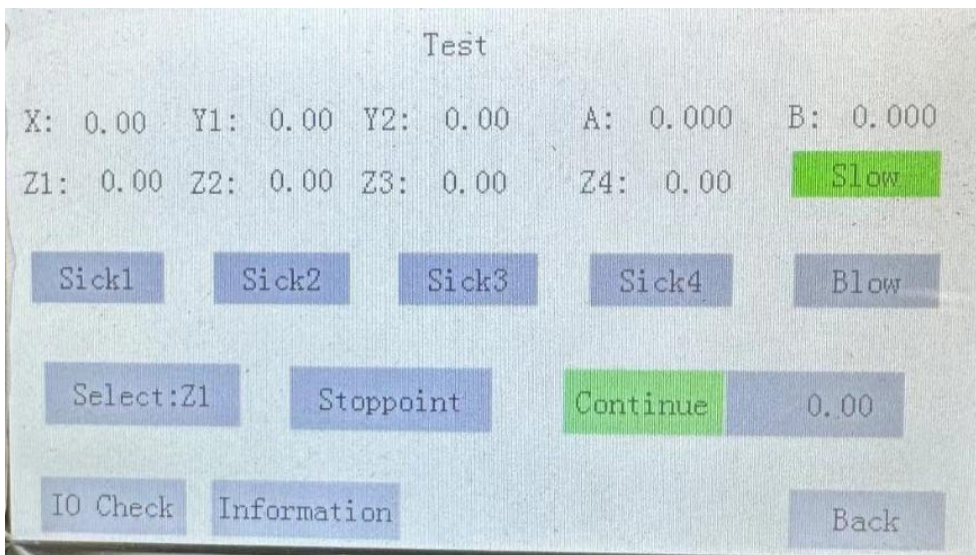 Test
X: 0.00 Y1: 0.00 Y2: 0.00 A: 0.000 B: 0.000
Z1: 0.00 Z2: 0.00 Z3: 0.00 Z4: 0.00 Slow
Sick1 Sick2 Sick3 Sick4 Blow
Select:Z1 Stoppoint Continue 0.00
IO Check Information Back